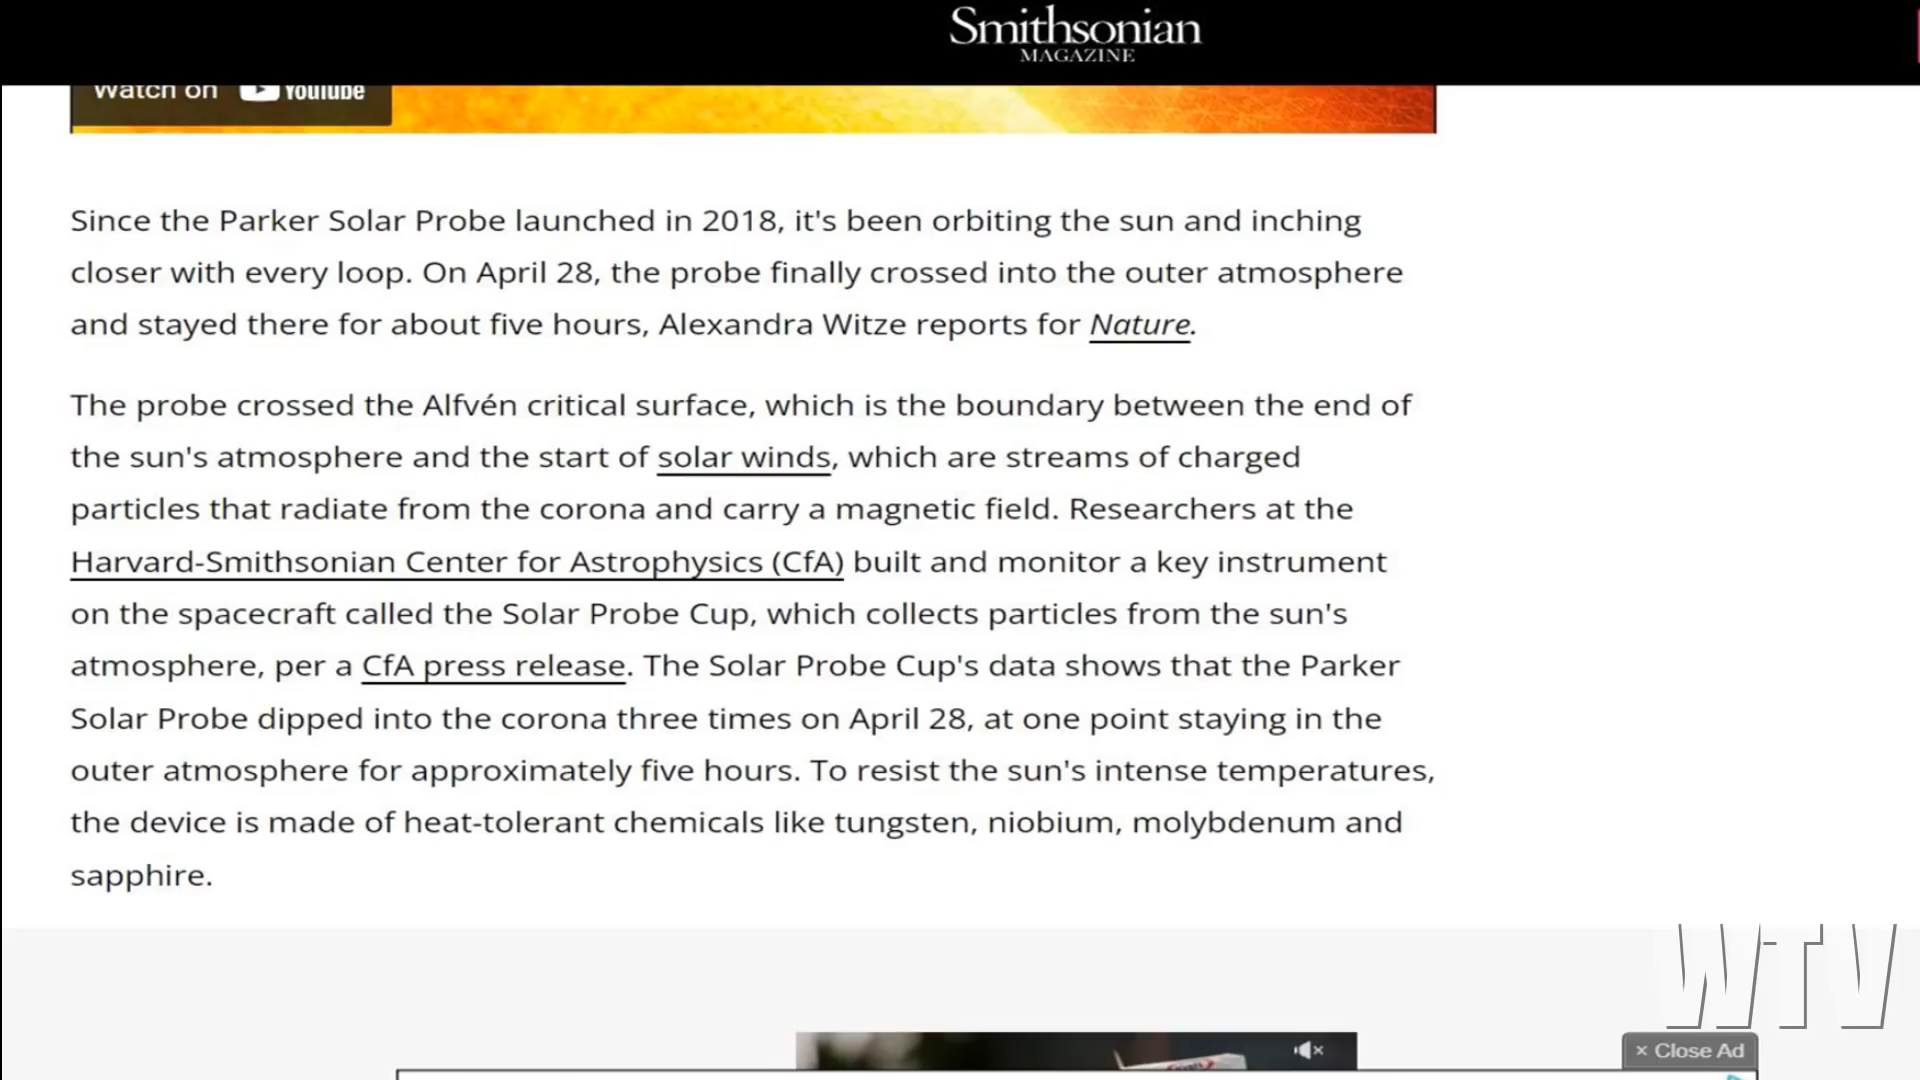 Smithsonian
MAGAZINE
Watch on YouTube
Since the Parker Solar Probe launched in 2018, it's been orbiting the sun and inching
closer with every loop. On April 28, the probe finally crossed into the outer atmosphere
and stayed there for about five hours, Alexandra Witze reports for Nature.
The probe crossed the Alfvén critical surface, which is the boundary between the end of
the sun's atmosphere and the start of solar winds, which are streams of charged
particles that radiate from the corona and carry a magnetic field. Researchers at the
Harvard-Smithsonian Center for Astrophysics (CfA) built and monitor a key instrument
on the spacecraft called the Solar Probe Cup, which collects particles from the sun's
atmosphere, per a CfA press release. The Solar Probe Cup's data shows that the Parker
Solar Probe dipped into the corona three times on April 28, at one point staying in the
outer atmosphere for approximately five hours. To resist the sun's intense temperatures,
the device is made of heat-tolerant chemicals like tungsten, niobium, molybdenum and
sapphire.
WTV
× Close Ad